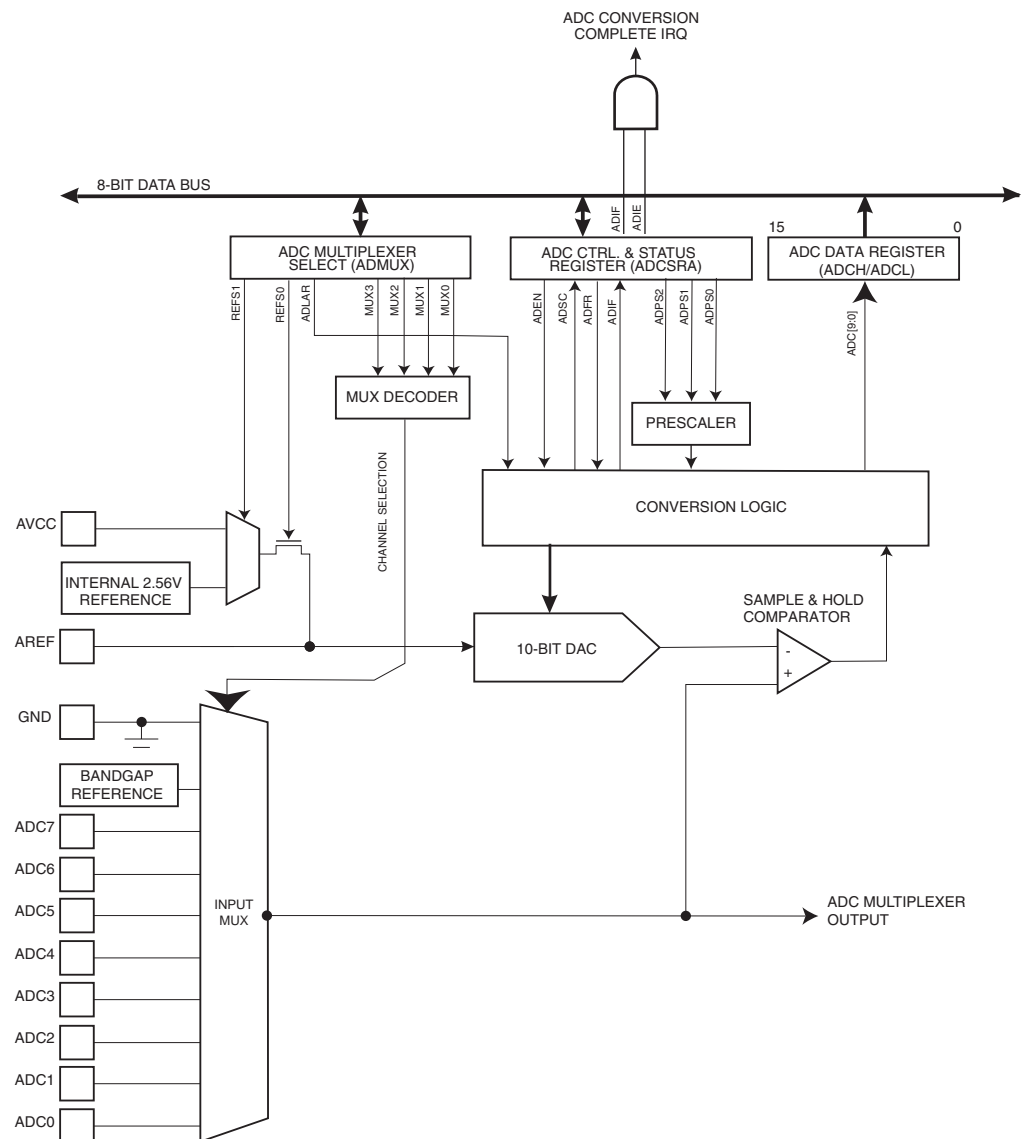 ADC CONVERSION
COMPLETE IRQ
8-BIT DATA BUS
ADIF
ADIE
15
0
ADC MULTIPLEXER
SELECT (ADMUX)
ADC CTRL. & STATUS
REGISTER (ADCSRA)
ADC DATA REGISTER
(ADCH/ADCL)
REFS1
REFS0
ADLAR
MUX3
MUX2
MUX1
MUX0
ADEN
ADSC
ADFR
ADIF
ADPS2
ADPS1
ADPS0
ADC[9:0]
MUX DECODER
PRESCALER
CHANNEL SELECTION
CONVERSION LOGIC
AVCC
INTERNAL 2.56V
REFERENCE
SAMPLE & HOLD
COMPARATOR
AREF
10-BIT DAC
-
+
GND
BANDGAP
REFERENCE
ADC7
ADC6
ADC5
INPUT
MUX
ADC MULTIPLEXER
OUTPUT
ADC4
ADC3
ADC2
ADC1
ADC0